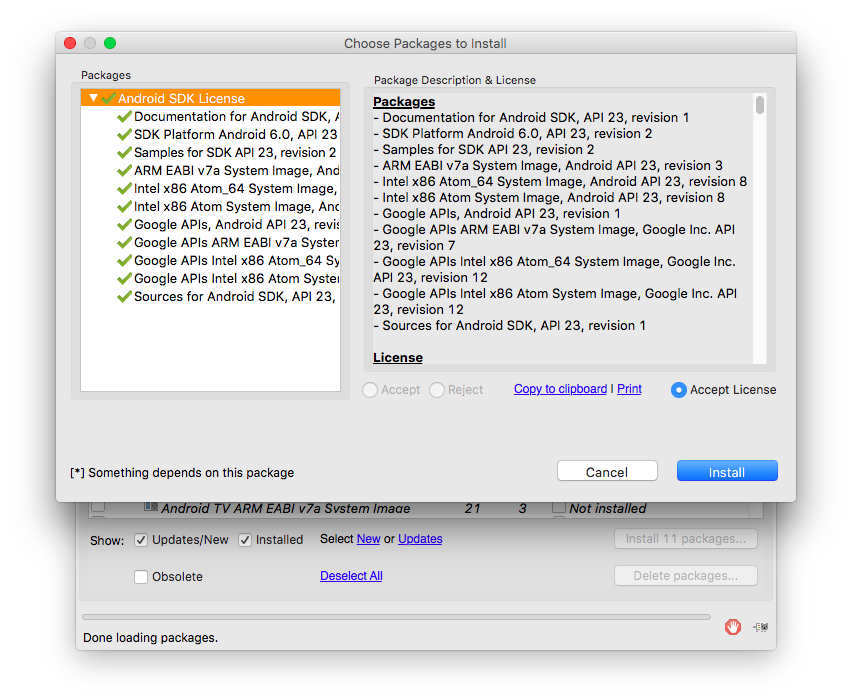 Choose Packages to Install
Packages
Android SDK License
Documentation for Android SDK, A
SDK Platform Android 6.0, API 23
Samples for SDK API 23, revision 2
ARM EABI v7a System Image, And
Intel x86 Atom_64 System Image,
Intel x86 Atom System Image, And
Google APIs, Android API 23, revis
Google APIs ARM EABI v7a System
Google APIs Intel x86 Atom_64 Sy
Google APIs Intel x86 Atom System
Sources for Android SDK, API 23,
Package Description & License
Packages
- Documentation for Android SDK, API 23, revision 1
- SDK Platform Android 6.0, API 23, revision 2
- Samples for SDK API 23, revision 2
- ARM EABI v7a System Image, Android API 23, revision 3
- Intel x86 Atom_64 System Image, Android API 23, revision 8
- Intel x86 Atom System Image, Android API 23, revision 8
- Google APIs, Android API 23, revision 1
- Google APIs ARM EABI v7a System Image, Google Inc. API
23, revision 7
- Google APIs Intel x86 Atom_64 System Image, Google Inc.
API 23, revision 12
- Google APIs Intel x86 Atom System Image, Google Inc. API
23, revision 12
- Sources for Android SDK, API 23, revision 1
License
Accept Reject Copy to clipboard | Print Accept License
[*] Something depends on this package
Cancel Install
Android TV ARM EABI v7a System Image 21 3 Not installed
Show: Updates/New Installed Select New or Updates Install 11 packages...
Obsolete Deselect All Delete packages...
Done loading packages.